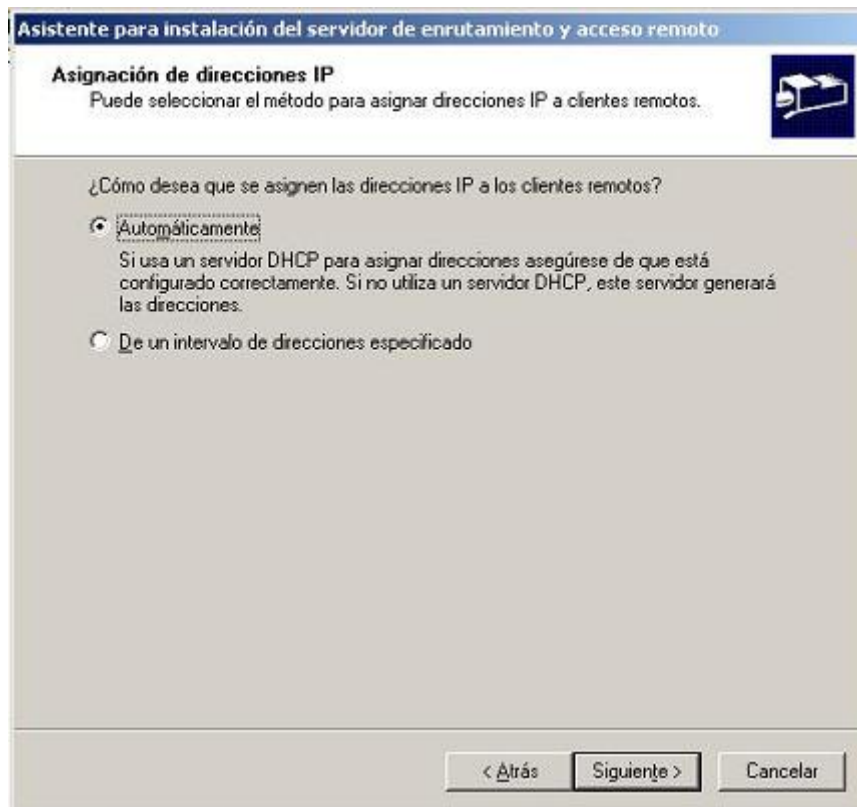 Asistente para instalación del servidor de enrutamiento y acceso remoto
Asignación de direcciones IP
Puede seleccionar el método para asignar direcciones IP a clientes remotos.
¿Cómo desea que se asignen las direcciones IP a los clientes remotos?
Automáticamente
Si usa un servidor DHCP para asignar direcciones asegúrese de que está
configurado correctamente. Si no utiliza un servidor DHCP, este servidor generará
las direcciones.
De un intervalo de direcciones especificado
< Atrás
Siguiente >
Cancelar